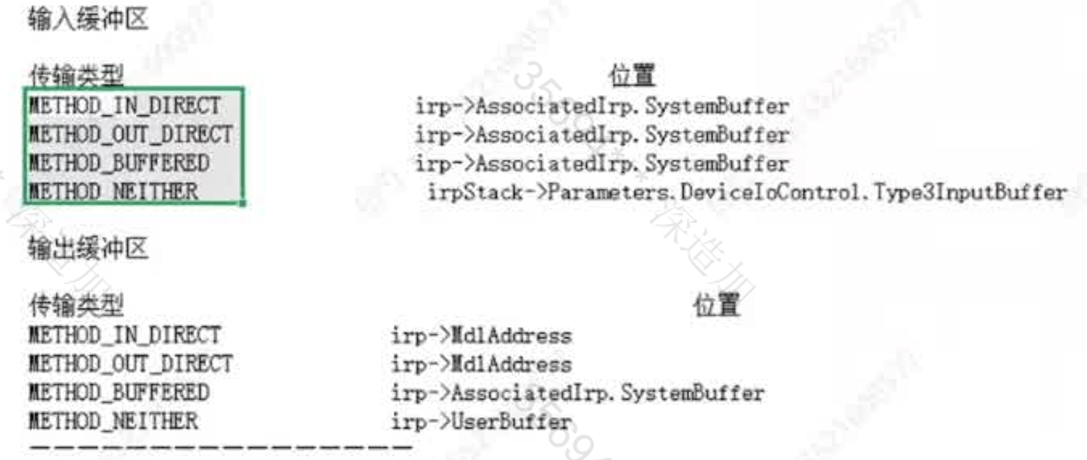 输入缓冲区
传输类型 位置
METHOD_IN_DIRECT irp->AssociatedIrp.SystemBuffer
METHOD_OUT_DIRECT irp->AssociatedIrp.SystemBuffer
METHOD_BUFFERED irp->AssociatedIrp.SystemBuffer
METHOD_NEITHER irpStack->Parameters.DeviceIoControl.Type3InputBuffer
输出缓冲区
传输类型 位置
METHOD_IN_DIRECT irp->MdlAddress
METHOD_OUT_DIRECT irp->MdlAddress
METHOD_BUFFERED irp->AssociatedIrp.SystemBuffer
METHOD_NEITHER irp->UserBuffer